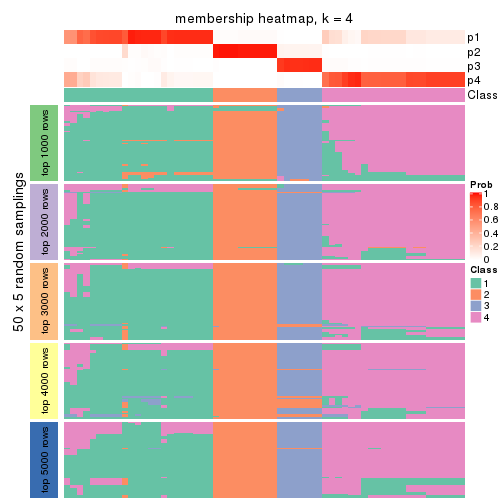 membership heatmap, k = 4
p1
p2
p3
p4
Class
50 x 5 random samplings
top 1000 rows
top 2000 rows
top 3000 rows
top 4000 rows
top 5000 rows
Prob
1
0.8
0.6
0.4
0.2
0
Class
1
2
3
4